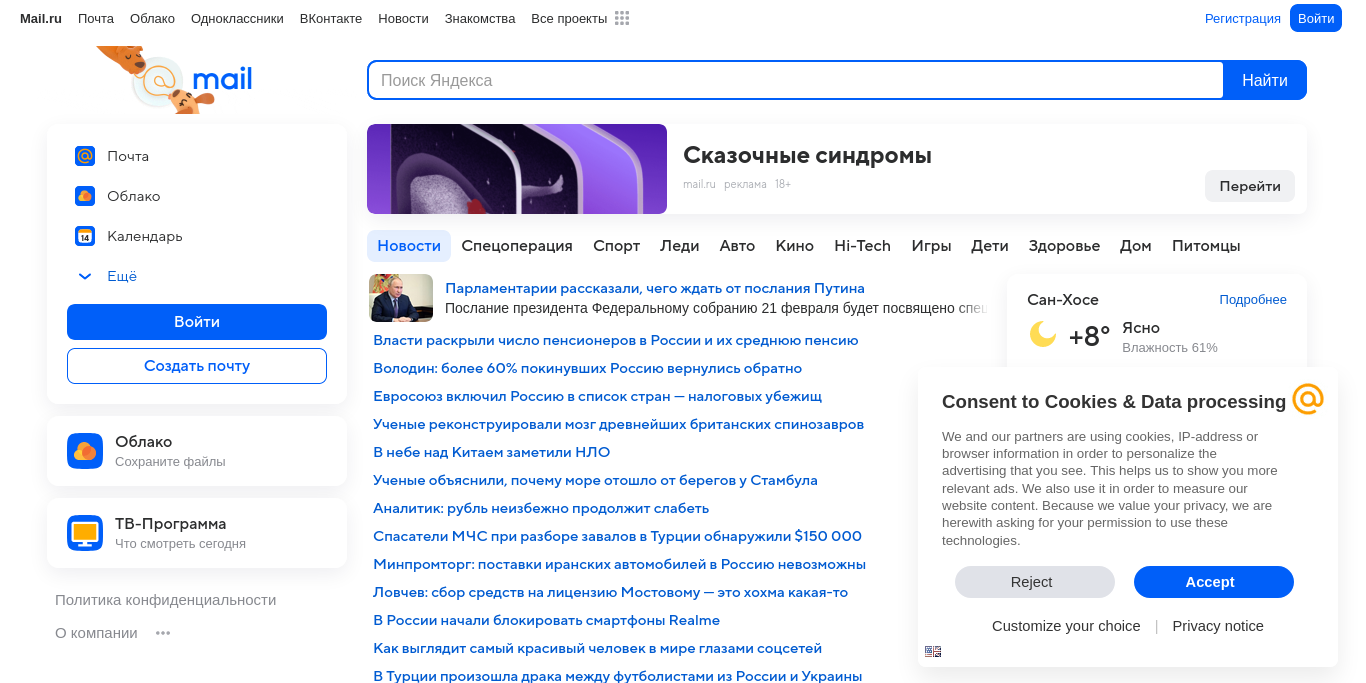 Mail.ru Почта Облако Одноклассники ВКонтакте Новости Знакомства Все проекты Регистрация Войти
mail
Поиск Яндекса Найти
Почта
Облако
14 Календарь
Ещё
Войти
Создать почту
Облако
Сохраните файлы
ТВ-Программа
Что смотреть сегодня
Политика конфиденциальности
О компании
Сказочные синдромы
mail.ru реклама 18+
Перейти
Новости Спецоперация Спорт Леди Авто Кино Hi-Tech Игры Дети Здоровье Дом Питомцы
Парламентарии рассказали, чего ждать от послания Путина
Послание президента Федеральному собранию 21 февраля будет посвящено спец
Власти раскрыли число пенсионеров в России и их среднюю пенсию
Володин: более 60% покинувших Россию вернулись обратно
Евросоюз включил Россию в список стран — налоговых убежищ
Ученые реконструировали мозг древнейших британских спинозавров
В небе над Китаем заметили НЛО
Ученые объяснили, почему море отошло от берегов у Стамбула
Аналитик: рубль неизбежно продолжит слабеть
Спасатели МЧС при разборе завалов в Турции обнаружили $150 000
Минпромторг: поставки иранских автомобилей в Россию невозможны
Ловчев: сбор средств на лицензию Мостовому — это хохма какая-то
В России начали блокировать смартфоны Realme
Как выглядит самый красивый человек в мире глазами соцсетей
В Турции произошла драка между футболистами из России и Украины
Сан-Хосе Подробнее
+8° Ясно
Влажность 61%
Consent to Cookies & Data processing
We and our partners are using cookies, IP-address or
browser information in order to personalize the
advertising that you see. This helps us to show you more
relevant ads. We also use it in order to measure our
website content. Because we value your privacy, we are
herewith asking for your permission to use these
technologies.
Reject Accept
Customize your choice | Privacy notice